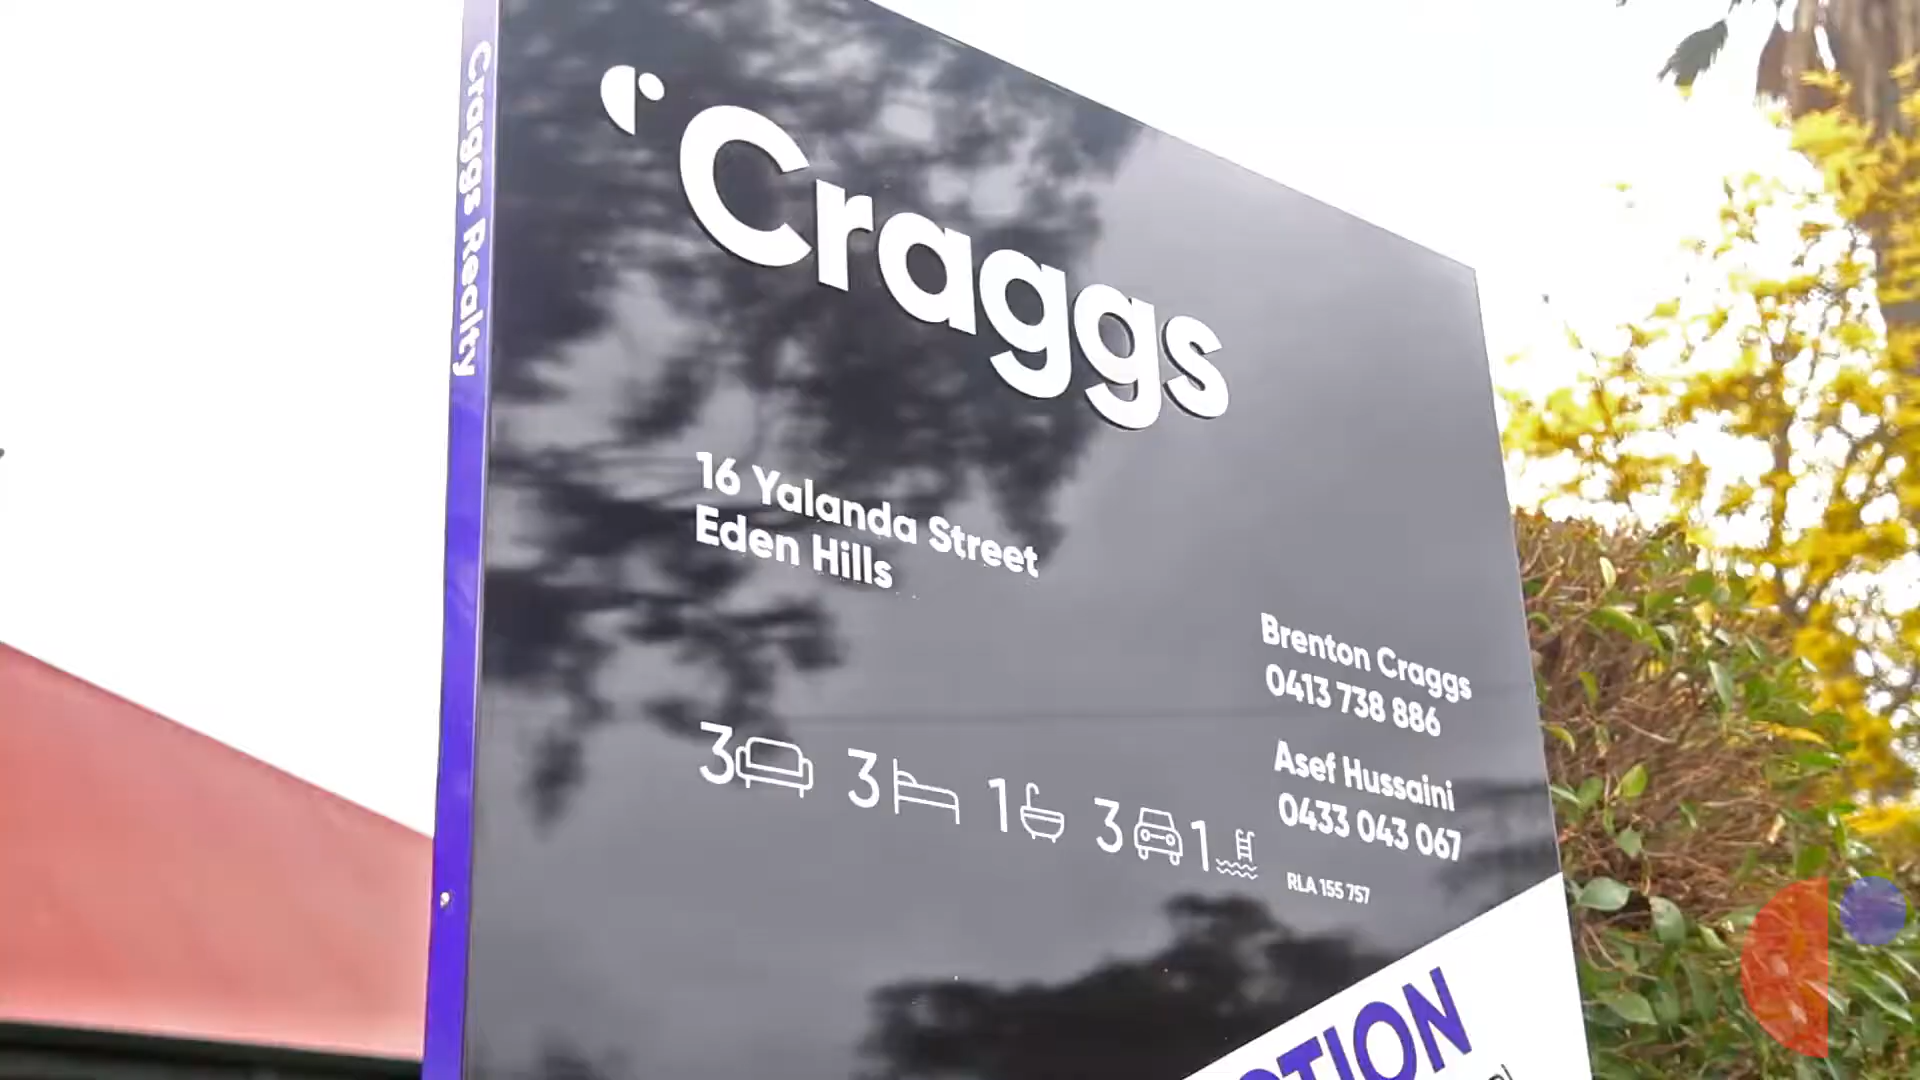 Craggs Realty
Craggs
16 Yalanda Street
Eden Hills
3 3 1 3 1
Brenton Craggs
0413 738 886
Asef Hussaini
0433 043 067
RLA 155 757